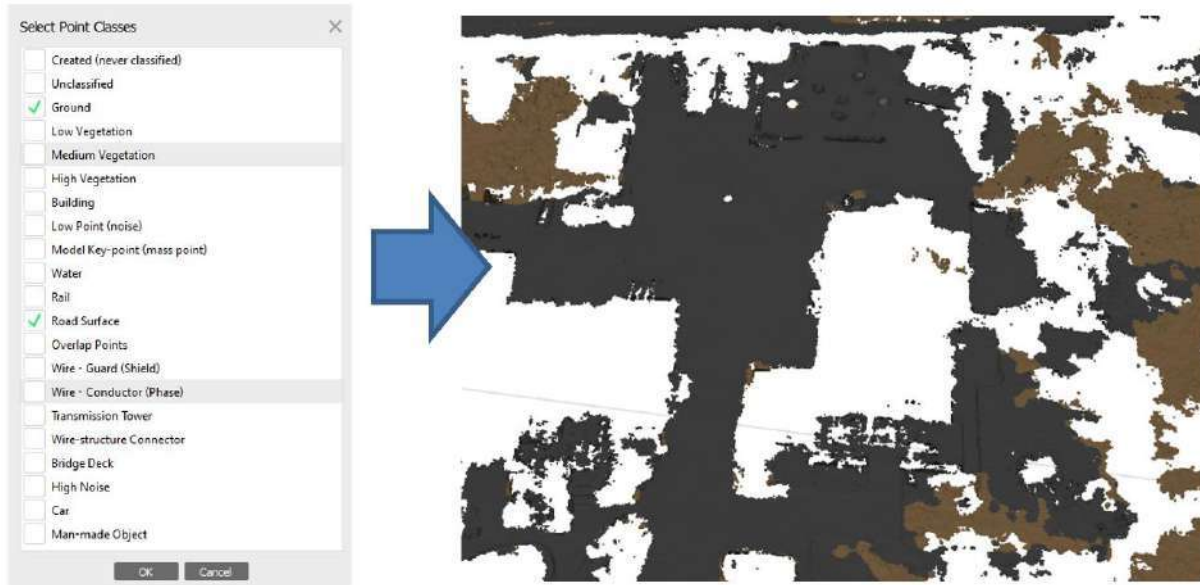 Select Point Classes
Created (never classified)
Unclassified
Ground
Low Vegetation
Medium Vegetation
High Vegetation
Building
Low Point (noise)
Model Key-point (mass point)
Water
Rail
Road Surface
Overlap Points
Wire - Guard (Shield)
Wire - Conductor (Phase)
Transmission Tower
Wire-structure Connector
Bridge Deck
High Noise
Car
Man-made Object
OK Cancel